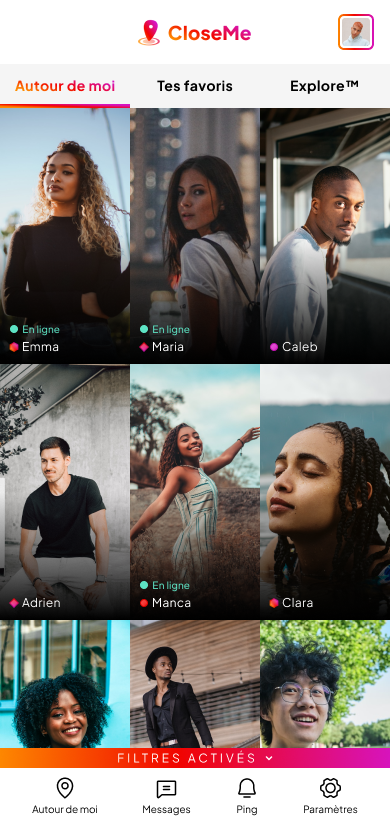 CloseMe
Autour de moi Tes favoris Explore™
En ligne En ligne
Emma Maria Caleb
En ligne
Adrien Manca Clara
FILTRES ACTIVÉS
Autour de moi Messages Ping Paramètres